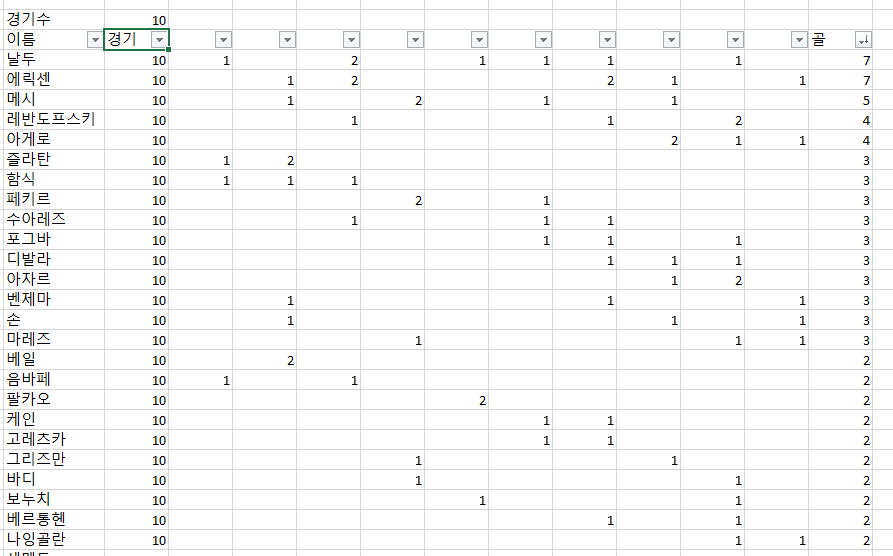 경기수 10
이름 경기 골
날두 10 1 2 1 1 1 1 7
에릭센 10 1 2 2 1 1 7
메시 10 1 2 1 1 5
레반도프스키 10 1 1 2 4
아게로 10 2 1 1 4
즐라탄 10 1 2 3
함식 10 1 1 1 3
페키르 10 2 1 3
수아레즈 10 1 1 1 3
포그바 10 1 1 1 3
디발라 10 1 1 1 3
아자르 10 1 2 3
벤제마 10 1 1 1 3
손 10 1 1 1 3
마레즈 10 1 1 1 3
베일 10 2 2
음바페 10 1 1 2
팔카오 10 2 2
케인 10 1 1 2
고레츠카 10 1 1 2
그리즈만 10 1 1 2
바디 10 1 1 2
보누치 10 1 1 2
베르통헨 10 1 1 2
나잉골란 10 1 1 2